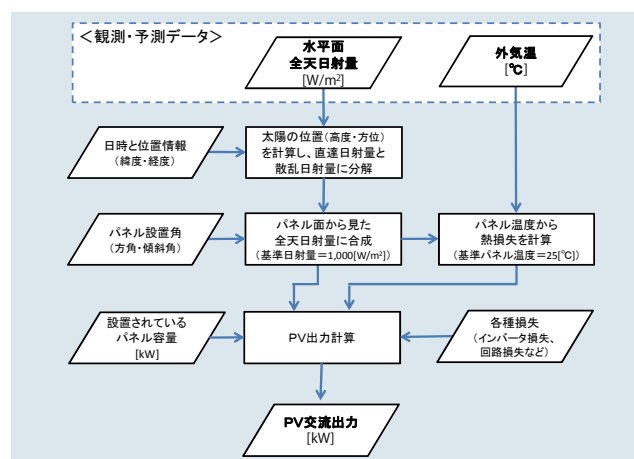 ＜観測・予測データ＞
水平面
全天日射量
[W/m²]
外気温
[℃]
日時と位置情報
（緯度・経度）
太陽の位置（高度・方位）
を計算し、直達日射量と
散乱日射量に分解
パネル設置角
（方角・傾斜角）
パネル面から見た
全天日射量に合成
（基準日射量＝1,000[W/m²]）
パネル温度から
熱損失を計算
（基準パネル温度＝25[℃]）
設置されている
パネル容量
[kW]
PV出力計算
各種損失
（インバータ損失、
回路損失など）
PV交流出力
[kW]